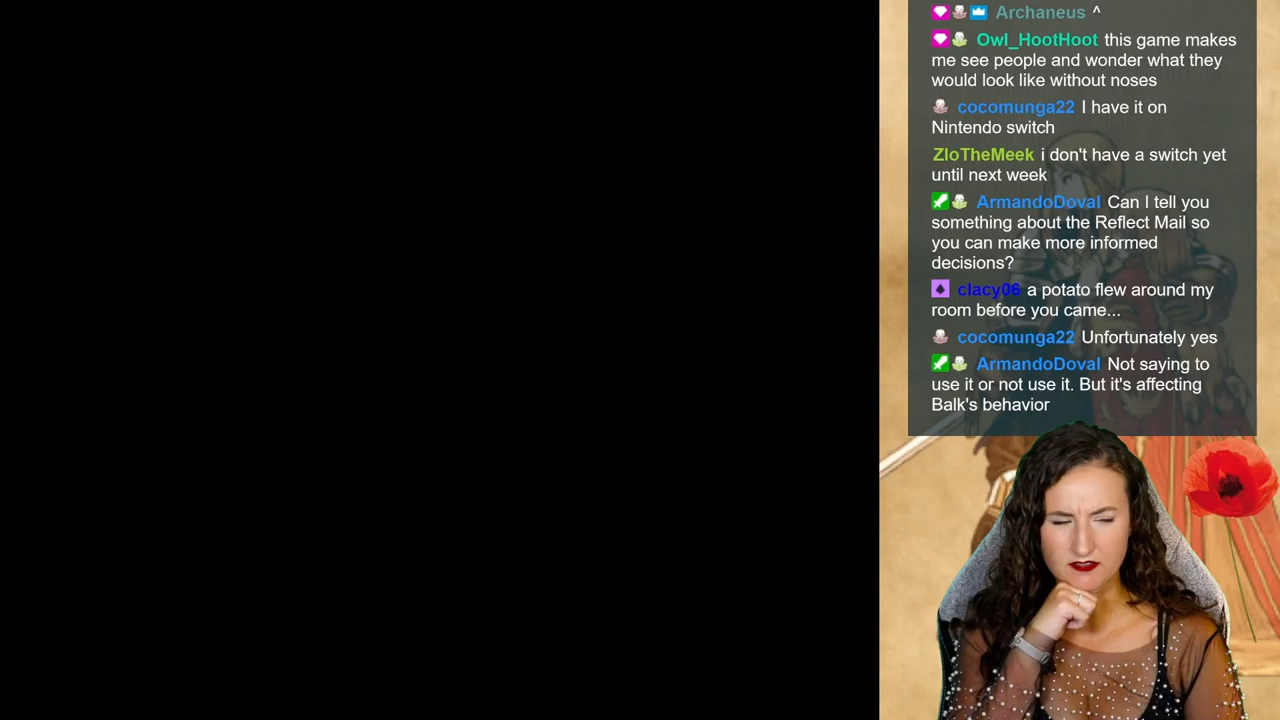 Archaneus ^
Owl_HootHoot this game makes
me see people and wonder what they
would look like without noses
cocomunga22 I have it on
Nintendo switch
ZloTheMeek i don't have a switch yet
until next week
ArmandoDoval Can I tell you
something about the Reflect Mail so
you can make more informed
decisions?
clacy06 a potato flew around my
room before you came...
cocomunga22 Unfortunately yes
ArmandoDoval Not saying to
use it or not use it. But it's affecting
Balk's behavior